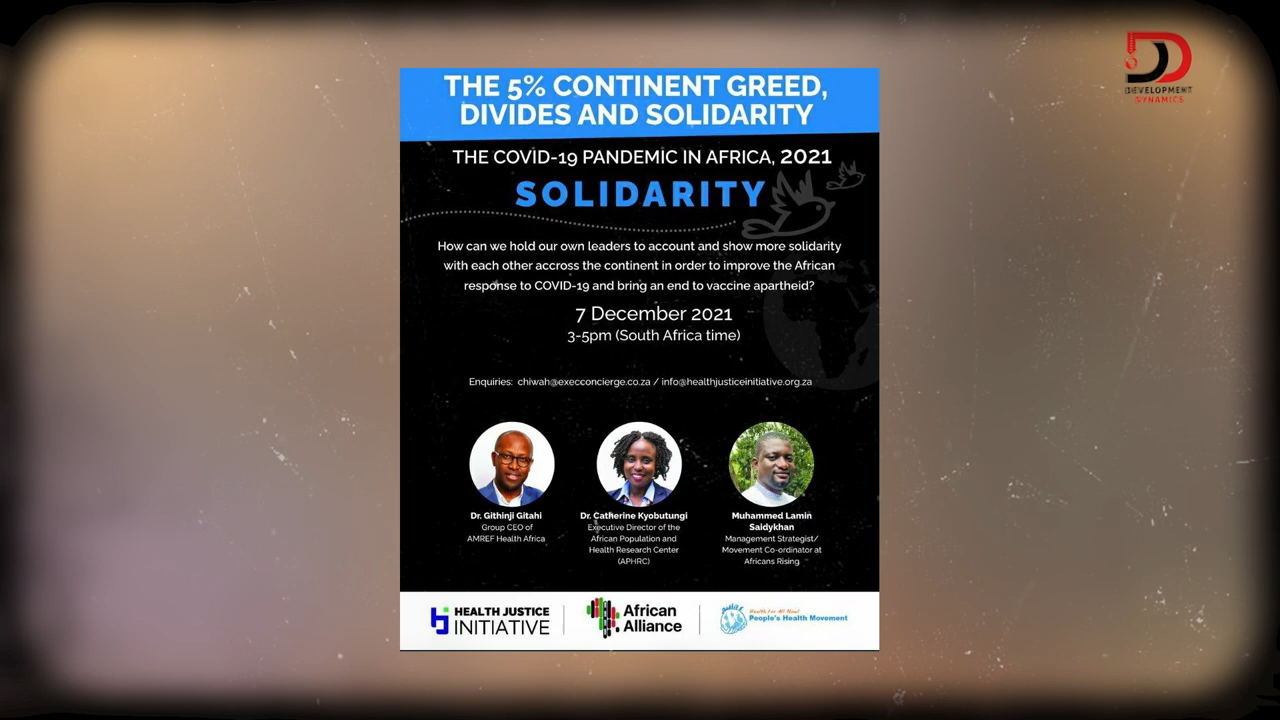 THE 5% CONTINENT GREED,
DIVIDES AND SOLIDARITY
THE COVID-19 PANDEMIC IN AFRICA, 2021
SOLIDARITY
How can we hold our own leaders to account and show more solidarity
with each other accross the continent in order to improve the African
response to COVID-19 and bring an end to vaccine apartheid?
7 December 2021
3-5pm (South Africa time)
Enquiries: chiwah@execconcierge.co.za / info@healthjusticeinitiative.org.za
Dr. Githinji Gitahi
Group CEO of
AMREF Health Africa
Dr. Catherine Kyobutungi
Executive Director of the
African Population and
Health Research Center
(APHRC)
Muhammed Lamin
Saidykhan
Management Strategist/
Movement Co-ordinator at
Africans Rising
HEALTH JUSTICE
INITIATIVE
African
Alliance
Health For All Now!
People's Health Movement
DEVELOPMENT
DYNAMICS